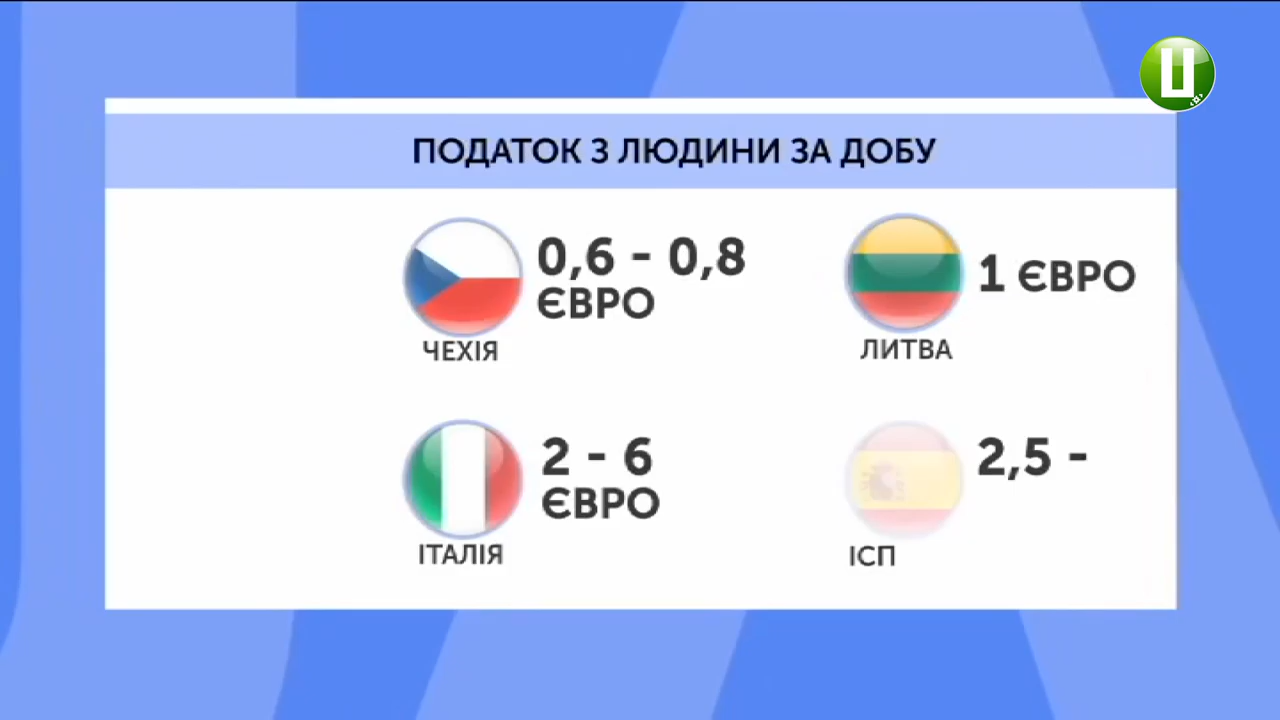 Ц
ПОДАТОК З ЛЮДИНИ ЗА ДОБУ
0,6 - 0,8
ЄВРО
ЧЕХІЯ
1 ЄВРО
ЛИТВА
2 - 6
ЄВРО
ІТАЛІЯ
2,5 -
ІСП